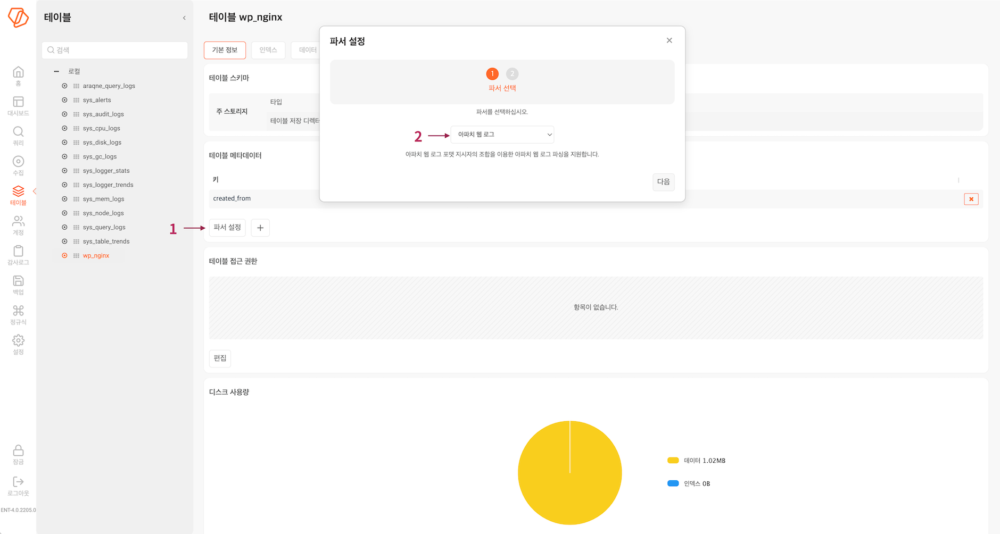 홈
대시보드
쿼리
수집
테이블
계정
감사로그
백업
정규식
설정
잠금
로그아웃
ENT-4.0.2205.0
테이블
검색
로컬
araqne_query_logs
sys_alerts
sys_audit_logs
sys_cpu_logs
sys_disk_logs
sys_gc_logs
sys_logger_stats
sys_logger_trends
sys_mem_logs
sys_node_logs
sys_query_logs
sys_table_trends
wp_nginx
테이블 wp_nginx
기본 정보
인덱스
데이터
테이블 스키마
주 스토리지
타입
테이블 저장 디렉터
테이블 메타데이터
키
created_from
1
파서 설정
테이블 접근 권한
항목이 없습니다.
편집
디스크 사용량
데이터 1.02MB
인덱스 0B
파서 설정
1 2
파서 선택
파서를 선택하십시오.
2
아파치 웹 로그
아파치 웹 로그 포맷 지시자의 조합을 이용한 아파치 웹 로그 파싱을 지원합니다.
다음